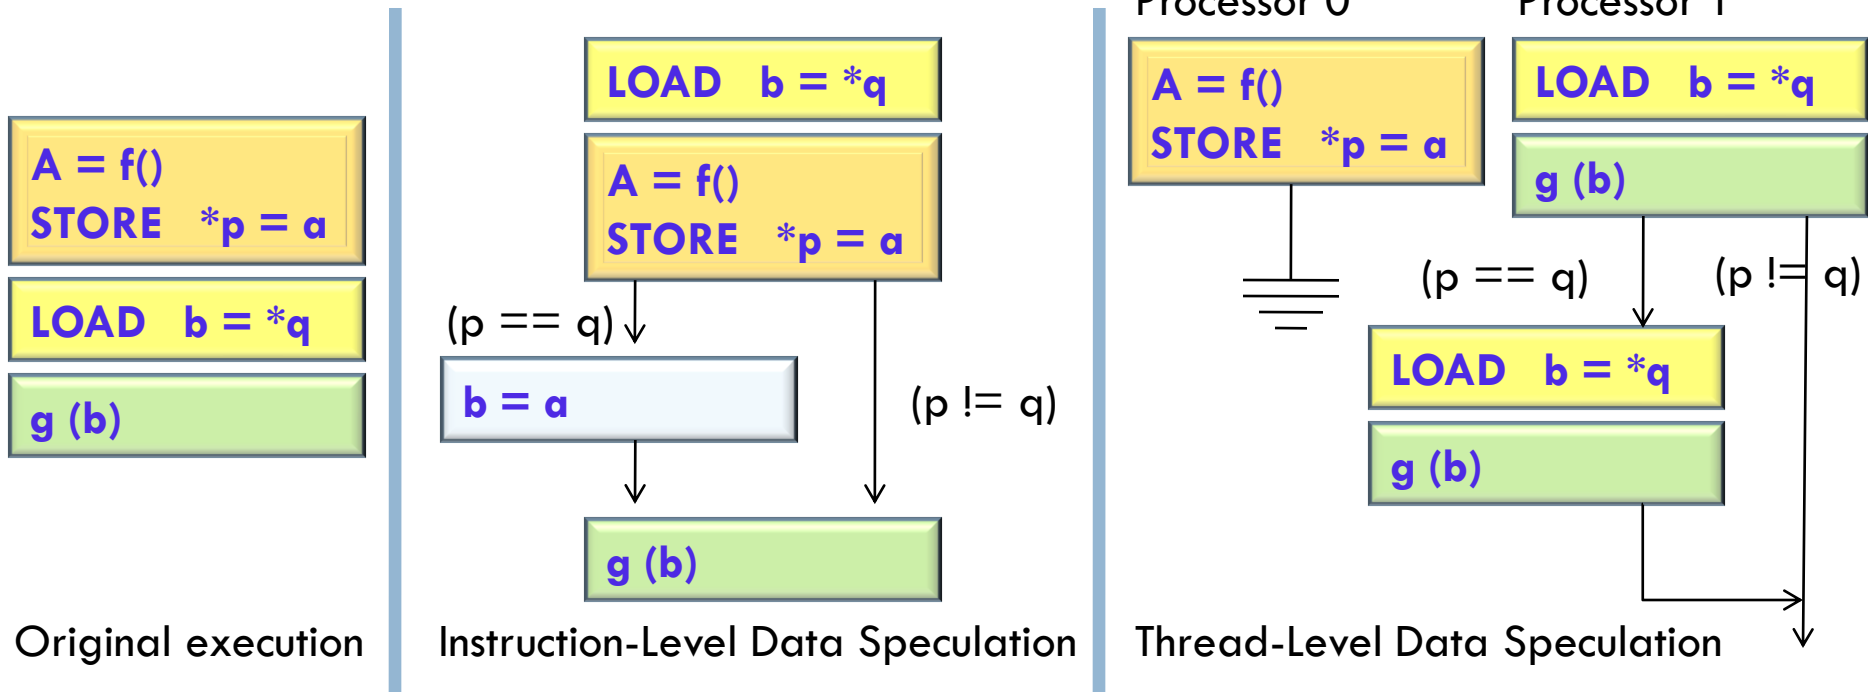 A = f()
STORE *p = a
LOAD b = *q
g (b)
Original execution
LOAD b = *q
A = f()
STORE *p = a
(p == q)
b = a
(p != q)
g (b)
Instruction-Level Data Speculation
Processor 0
Processor 1
A = f()
STORE *p = a
LOAD b = *q
g (b)
(p == q)
(p != q)
LOAD b = *q
g (b)
Thread-Level Data Speculation